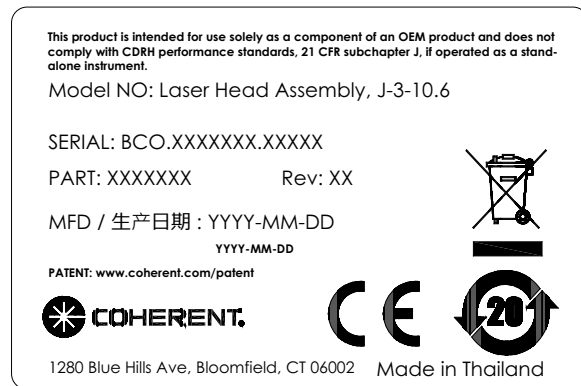 This product is intended for use solely as a component of an OEM product and does not
comply with CDRH performance standards, 21 CFR subchapter J, if operated as a stand-
alone instrument.
Model NO: Laser Head Assembly, J-3-10.6
SERIAL: BCO.XXXXXXX.XXXXX
PART: XXXXXXX Rev: XX
MFD / 生产日期 : YYYY-MM-DD
YYYY-MM-DD
PATENT: www.coherent.com/patent
COHERENT. CE 20
1280 Blue Hills Ave, Bloomfield, CT 06002 Made in Thailand